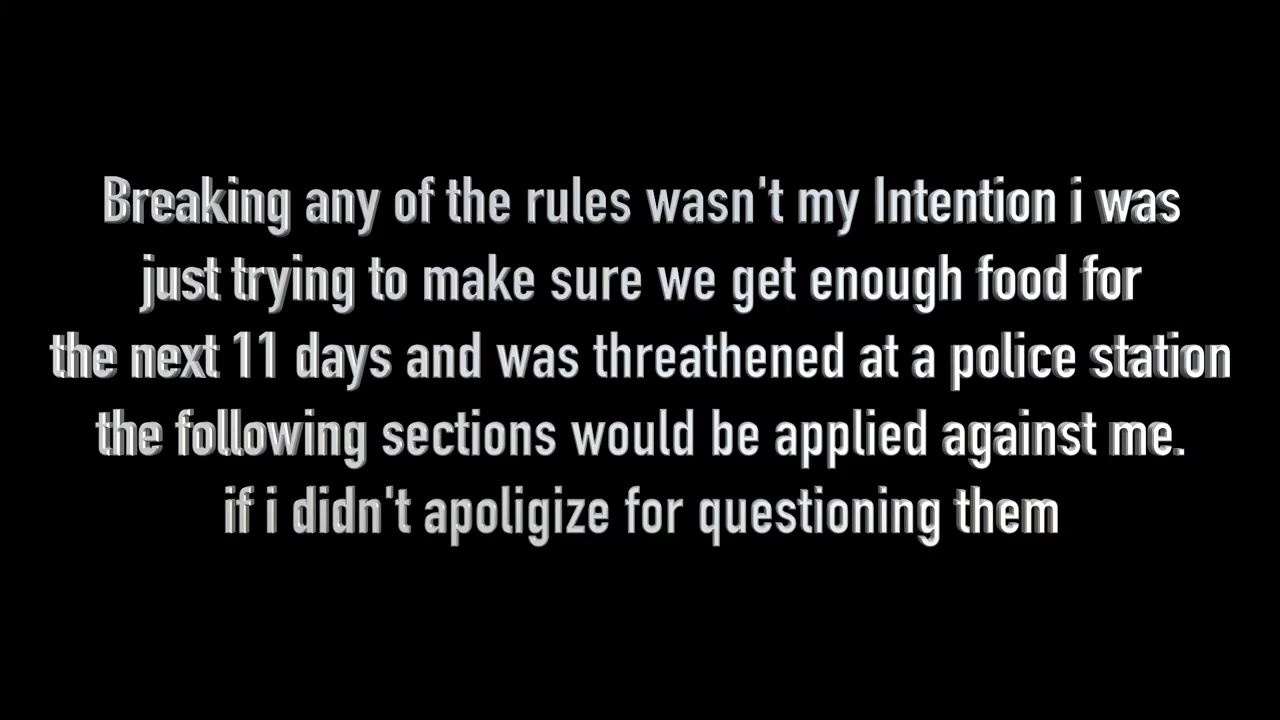 Breaking any of the rules wasn't my Intention i was
just trying to make sure we get enough food for
the next 11 days and was threathened at a police station
the following sections would be applied against me.
if i didn't apoligize for questioning them